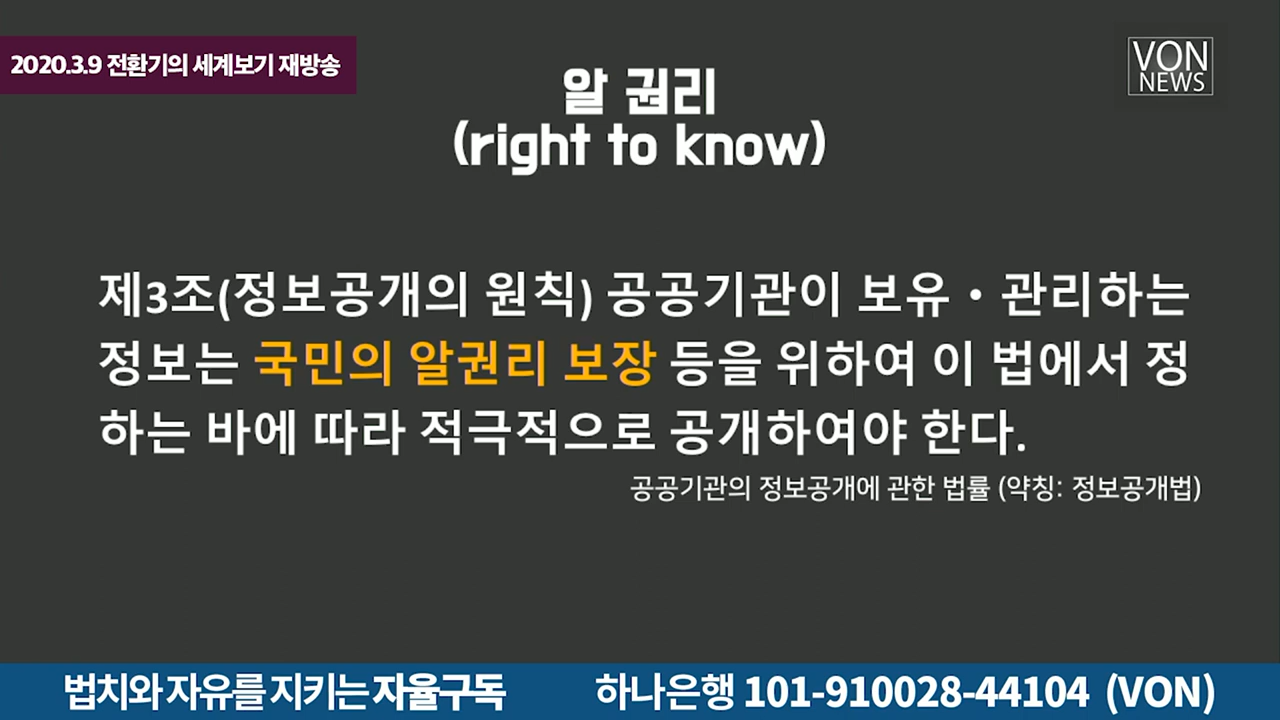 2020.3.9 전환기의 세계보기 재방송
VON
NEWS
알 권리
(right to know)
제3조(정보공개의 원칙) 공공기관이 보유・관리하는
정보는 국민의 알권리 보장 등을 위하여 이 법에서 정
하는 바에 따라 적극적으로 공개하여야 한다.
공공기관의 정보공개에 관한 법률 (약칭: 정보공개법)
법치와 자유를 지키는 자율구독 하나은행 101-910028-44104 (VON)